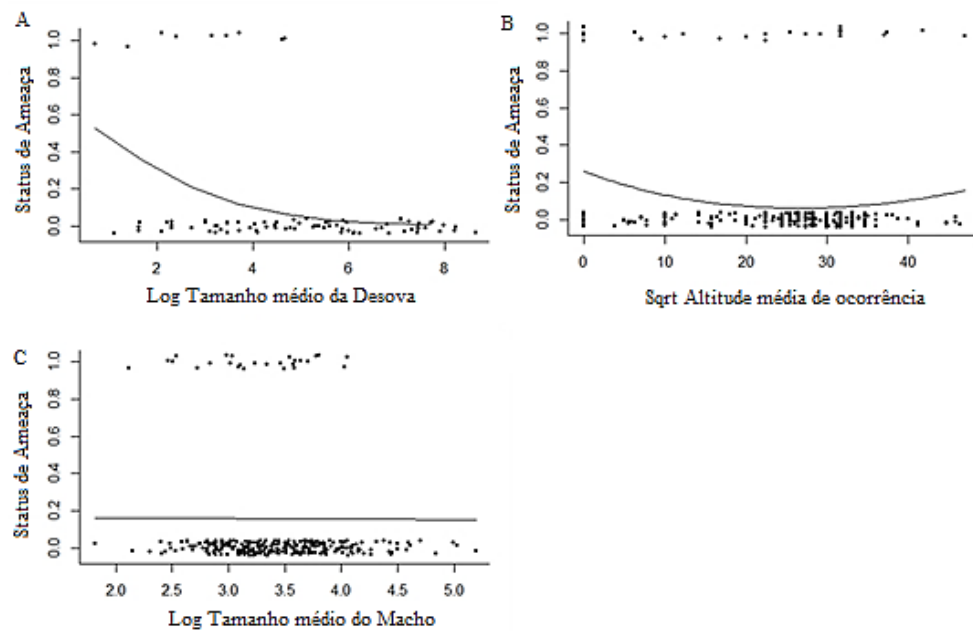 A
Status de Ameaça
0.0 0.2 0.4 0.6 0.8 1.0
2 4 6 8
Log Tamanho médio da Desova
B
Status de Ameaça
0.0 0.2 0.4 0.6 0.8 1.0
0 10 20 30 40
Sqrt Altitude média de ocorrência
C
Status de Ameaça
0.0 0.2 0.4 0.6 0.8 1.0
2.0 2.5 3.0 3.5 4.0 4.5 5.0
Log Tamanho médio do Macho